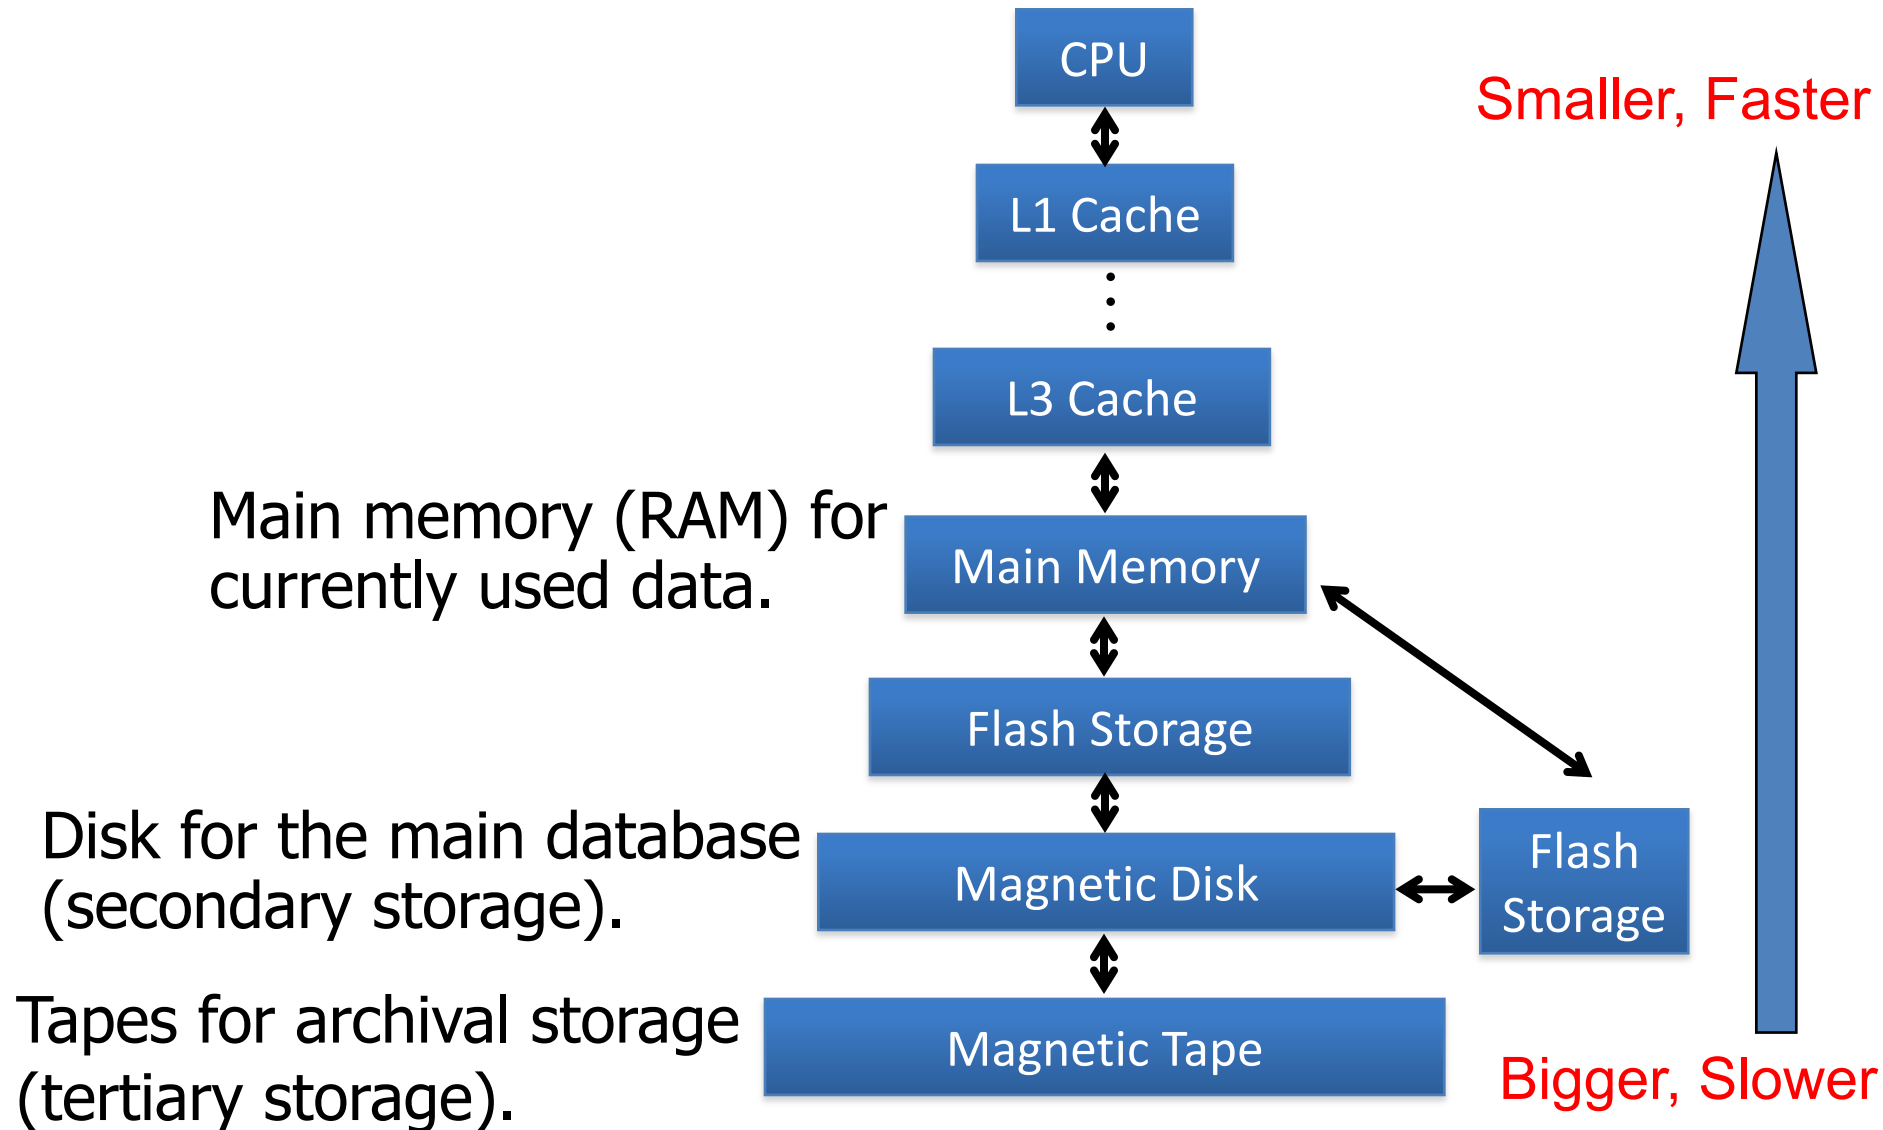 CPU
Smaller, Faster
L1 Cache
L3 Cache
Main memory (RAM) for
currently used data.
Main Memory
Flash Storage
Disk for the main database
(secondary storage).
Magnetic Disk
Flash
Storage
Tapes for archival storage
(tertiary storage).
Magnetic Tape
Bigger, Slower